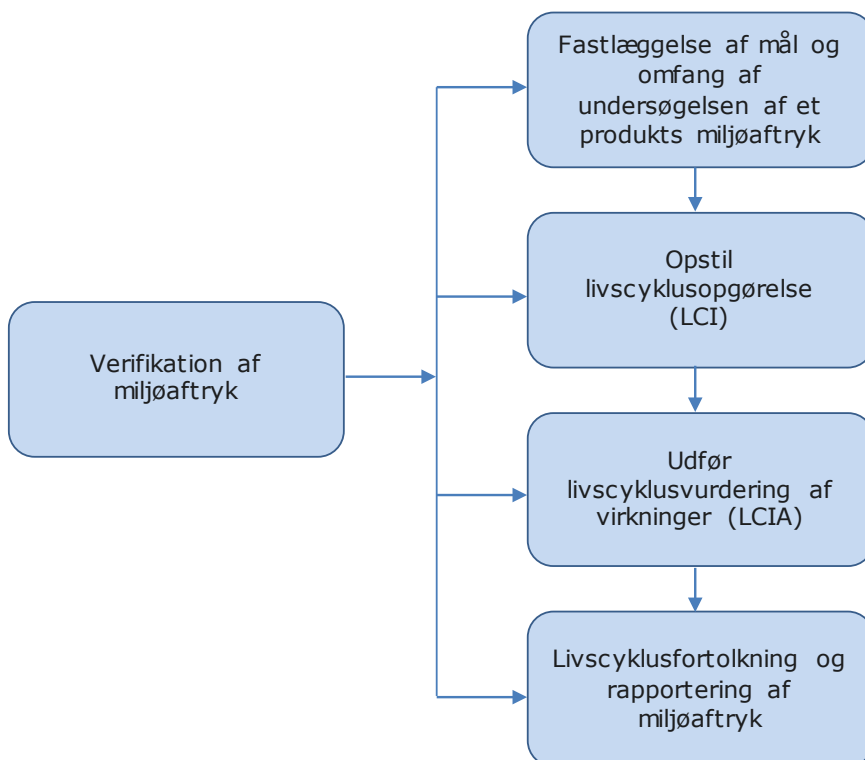 Fastlæggelse af mål og
omfang af
undersøgelsen af et
produkts miljøaftryk
Opstil
livscyklusopgørelse
(LCI)
Verifikation af
miljøaftryk
Udfør
livscyklusvurdering af
virkninger (LCIA)
Livscyklusfortolkning og
rapportering af
miljøaftryk